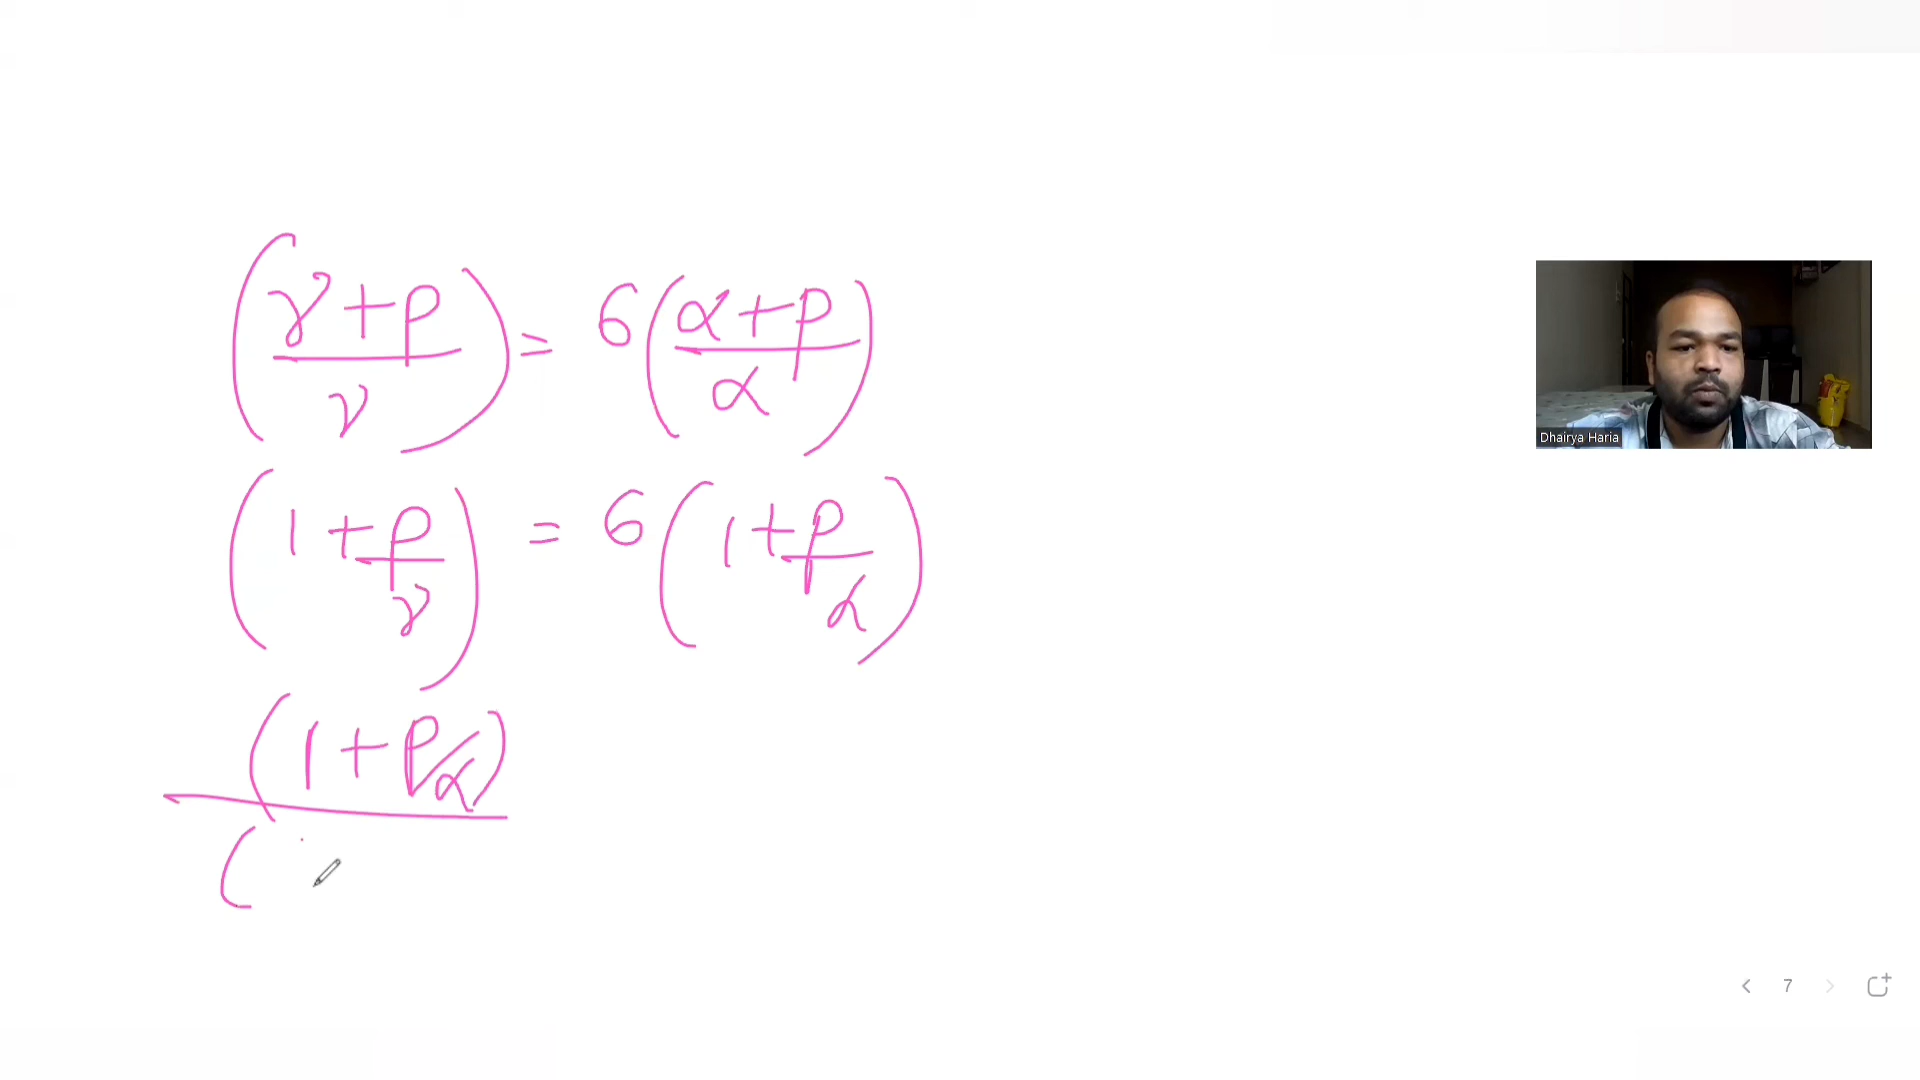 (γ+p/γ) = 6(α+p/α)
(1+p/γ) = 6(1+p/α)
(1+p/α)
(
Dhairya Haria
7